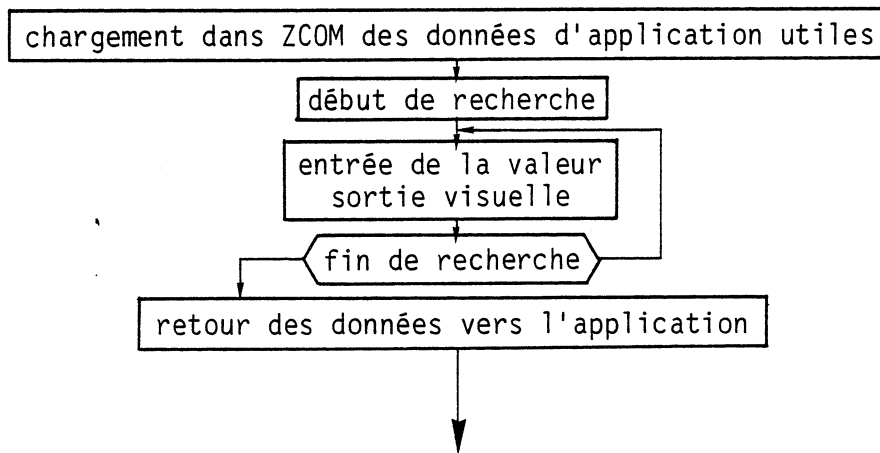 chargement dans ZCOM des données d'application utiles
début de recherche
entrée de la valeur
sortie visuelle
fin de recherche
retour des données vers l'application